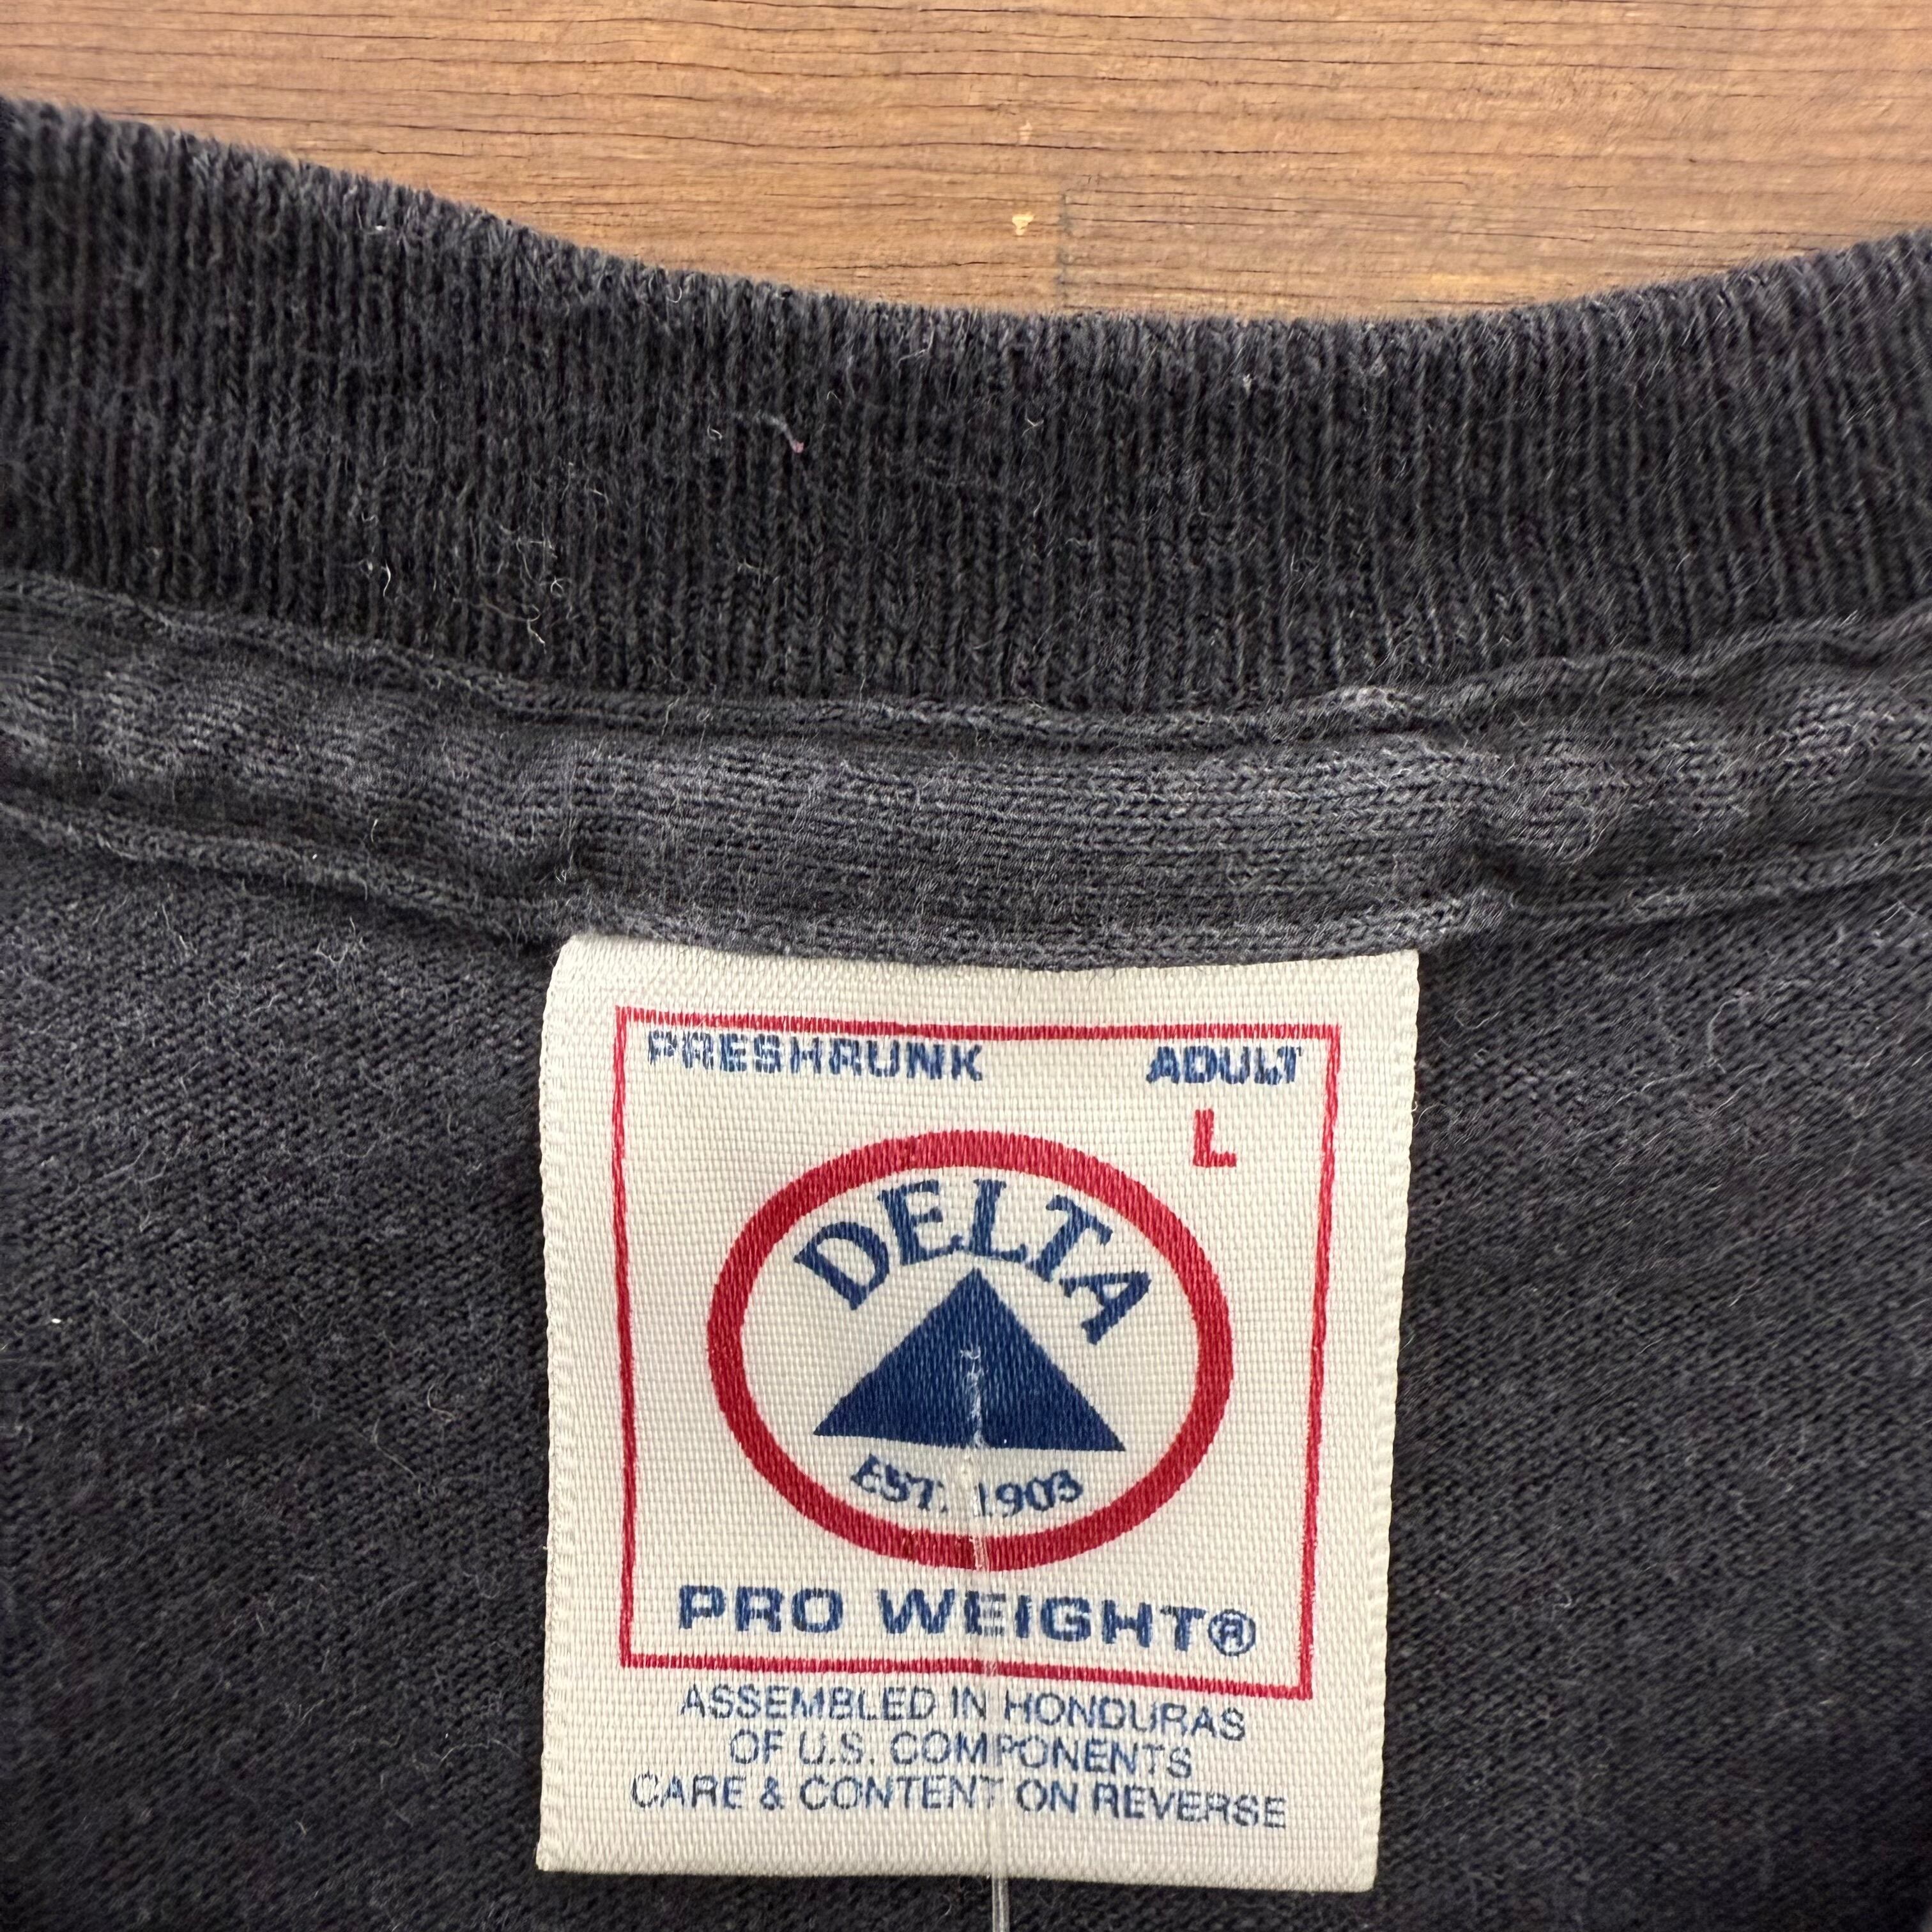 PRESHRUNK ADULT
L
DELTA
EST. 1903
PRO WEIGHT®
ASSEMBLED IN HONDURAS
OF U.S. COMPONENTS
CARE & CONTENT ON REVERSE